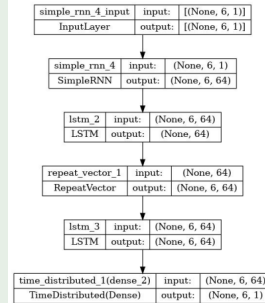 simple_rnn_4_input input: [(None, 6, 1)]
InputLayer output: [(None, 6, 1)]
simple_rnn_4 input: (None, 6, 1)
SimpleRNN output: (None, 6, 64)
lstm_2 input: (None, 6, 64)
LSTM output: (None, 64)
repeat_vector_1 input: (None, 64)
RepeatVector output: (None, 6, 64)
lstm_3 input: (None, 6, 64)
LSTM output: (None, 6, 64)
time_distributed_1(dense_2) input: (None, 6, 64)
TimeDistributed(Dense) output: (None, 6, 1)